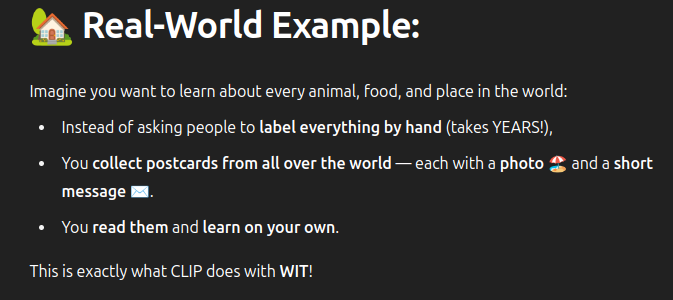 🏡 Real-World Example:
Imagine you want to learn about every animal, food, and place in the world:
• Instead of asking people to label everything by hand (takes YEARS!),
• You collect postcards from all over the world — each with a photo 🏖️ and a short
message ✉️.
• You read them and learn on your own.
This is exactly what CLIP does with WIT!